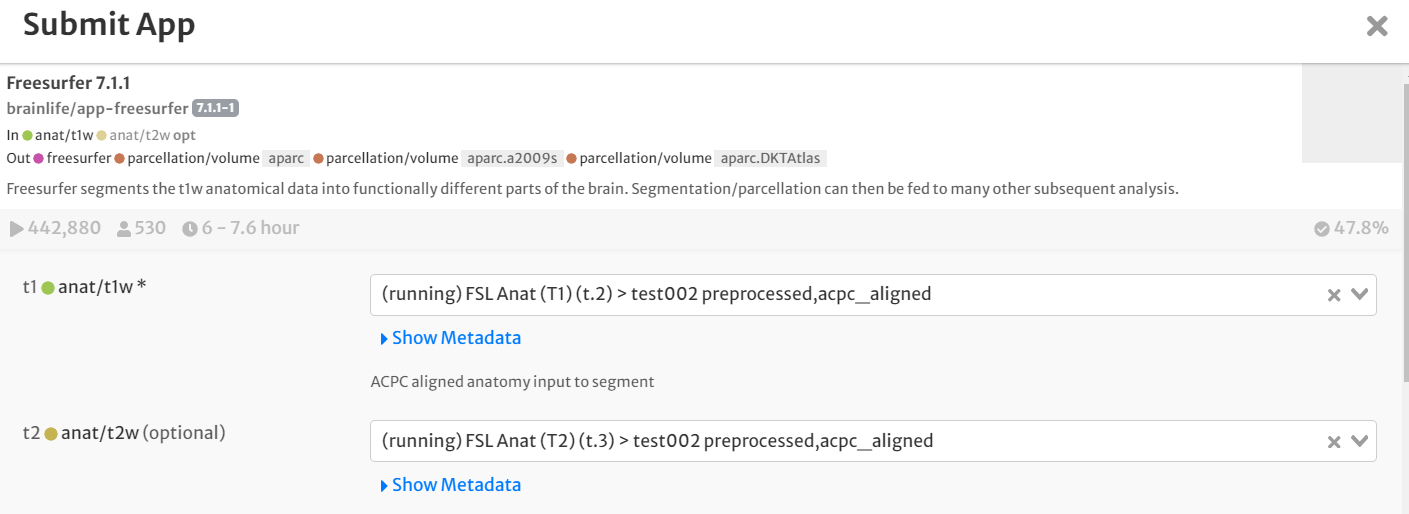 Submit App
Freesurfer 7.1.1
brainlife/app-freesurfer 7.1.1-1
In anat/t1w anat/t2w opt
Out freesurfer parcellation/volume aparc parcellation/volume aparc.a2009s parcellation/volume aparc.DKTAtlas
Freesurfer segments the t1w anatomical data into functionally different parts of the brain. Segmentation/parcellation can then be fed to many other subsequent analysis.
442,880 530 6 - 7.6 hour 47.8%
t1 anat/t1w * (running) FSL Anat (T1) (t.2) > test002 preprocessed,acpc_aligned
Show Metadata
ACPC aligned anatomy input to segment
t2 anat/t2w (optional) (running) FSL Anat (T2) (t.3) > test002 preprocessed,acpc_aligned
Show Metadata